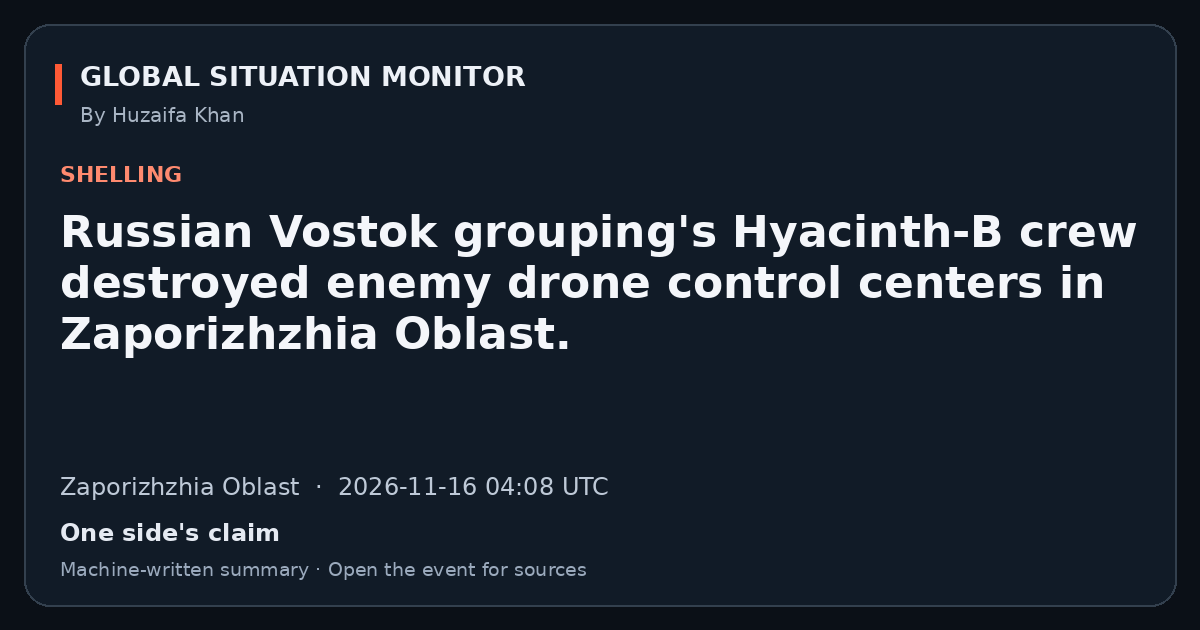 GLOBAL SITUATION MONITOR
By Huzaifa Khan
SHELLING
Russian Vostok grouping's Hyacinth-B crew
destroyed enemy drone control centers in
Zaporizhzhia Oblast.
Zaporizhzhia Oblast · 2026-11-16 04:08 UTC
One side's claim
Machine-written summary · Open the event for sources